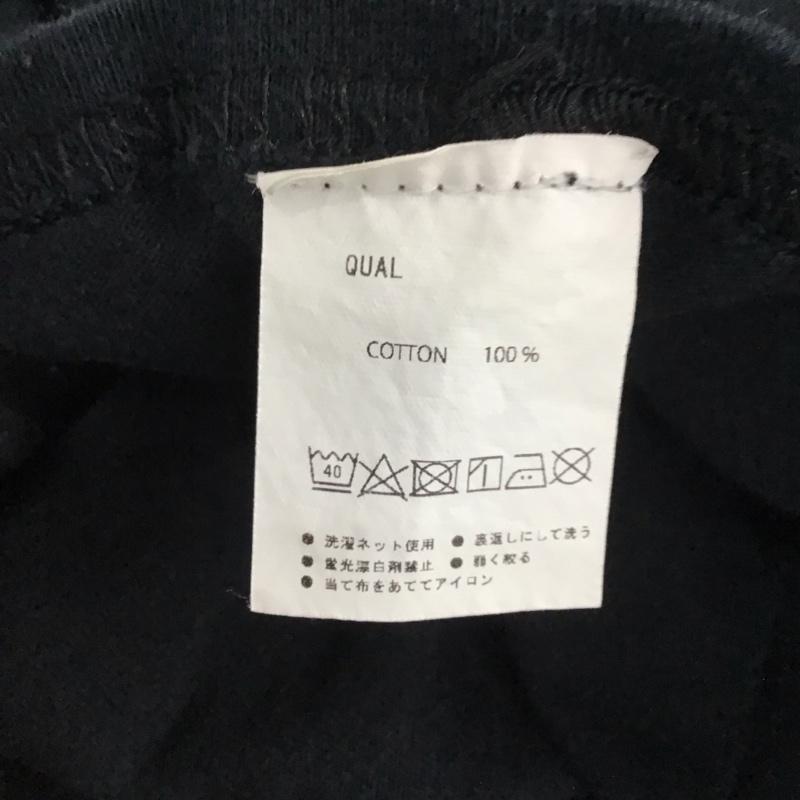 QUAL
COTTON 100%
40
● 洗濯ネット使用 ● 裏返しにして洗う
● 蛍光漂白剤禁止 ● 弱く絞る
● 当て布をあててアイロン